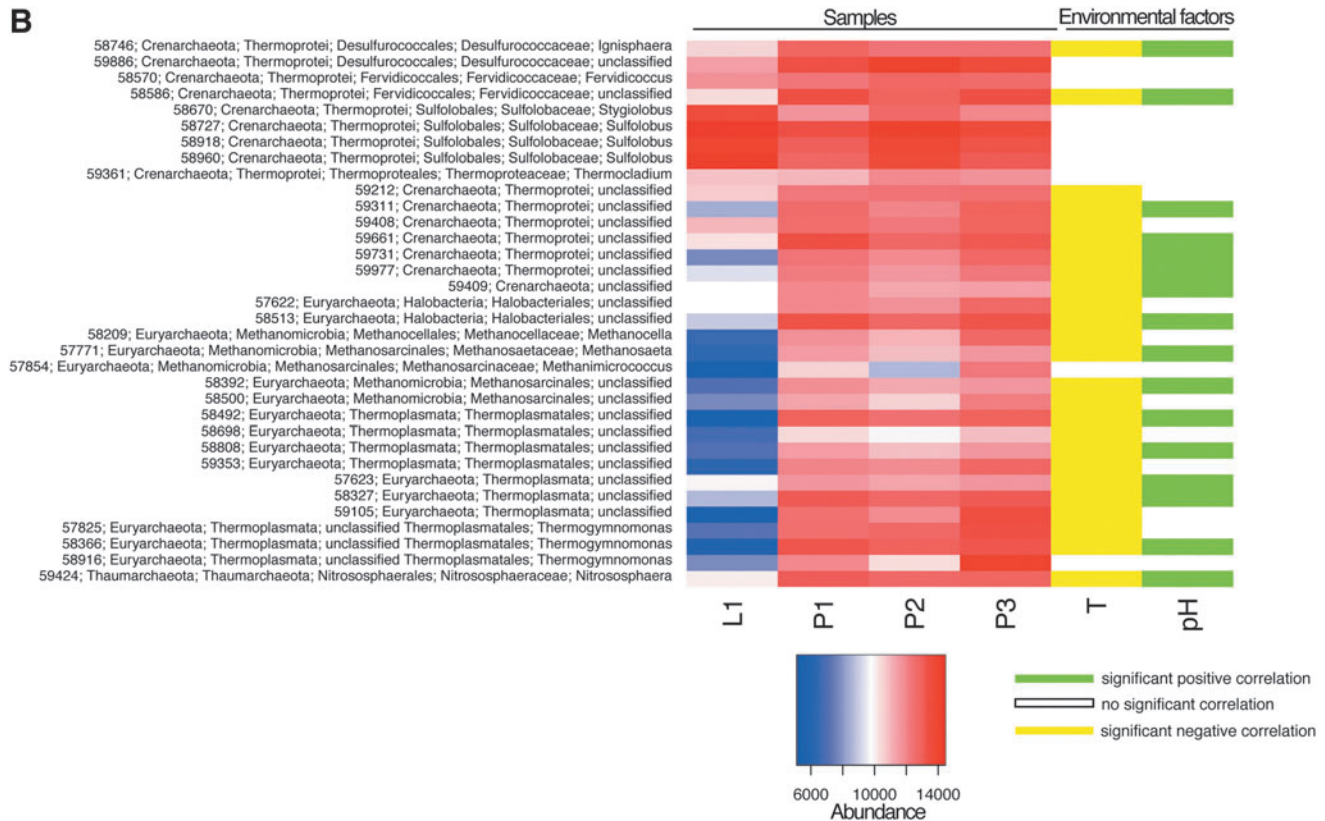 B
Samples
Environmental factors
58746; Crenarchaeota; Thermoprotei; Desulfurococcales; Desulfurococcaceae; Ignisphaera
59886; Crenarchaeota; Thermoprotei; Desulfurococcales; Desulfurococcaceae; unclassified
58570; Crenarchaeota; Thermoprotei; Fervidicoccales; Fervidicoccaceae; Fervidicoccus
58586; Crenarchaeota; Thermoprotei; Fervidicoccales; Fervidicoccaceae; unclassified
58670; Crenarchaeota; Thermoprotei; Sulfolobales; Sulfolobaceae; Stygiolobus
58727; Crenarchaeota; Thermoprotei; Sulfolobales; Sulfolobaceae; Sulfolobus
58918; Crenarchaeota; Thermoprotei; Sulfolobales; Sulfolobaceae; Sulfolobus
58960; Crenarchaeota; Thermoprotei; Sulfolobales; Sulfolobaceae; Sulfolobus
59361; Crenarchaeota; Thermoprotei; Thermoproteales; Thermoproteaceae; Thermocladium
59212; Crenarchaeota; Thermoprotei; unclassified
59311; Crenarchaeota; Thermoprotei; unclassified
59408; Crenarchaeota; Thermoprotei; unclassified
59661; Crenarchaeota; Thermoprotei; unclassified
59731; Crenarchaeota; Thermoprotei; unclassified
59977; Crenarchaeota; Thermoprotei; unclassified
59409; Crenarchaeota; unclassified
57622; Euryarchaeota; Halobacteria; Halobacteriales; unclassified
58513; Euryarchaeota; Halobacteria; Halobacteriales; unclassified
58209; Euryarchaeota; Methanomicrobia; Methanocellales; Methanocellaceae; Methanocella
57771; Euryarchaeota; Methanomicrobia; Methanosarcinales; Methanosaetaceae; Methanosaeta
57854; Euryarchaeota; Methanomicrobia; Methanosarcinales; Methanosarcinaceae; Methanimicrococcus
58392; Euryarchaeota; Methanomicrobia; Methanosarcinales; unclassified
58500; Euryarchaeota; Methanomicrobia; Methanosarcinales; unclassified
58492; Euryarchaeota; Thermoplasmata; Thermoplasmatales; unclassified
58698; Euryarchaeota; Thermoplasmata; Thermoplasmatales; unclassified
58808; Euryarchaeota; Thermoplasmata; Thermoplasmatales; unclassified
59353; Euryarchaeota; Thermoplasmata; Thermoplasmatales; unclassified
57623; Euryarchaeota; Thermoplasmata; unclassified
58327; Euryarchaeota; Thermoplasmata; unclassified
59105; Euryarchaeota; Thermoplasmata; unclassified
57825; Euryarchaeota; Thermoplasmata; unclassified Thermoplasmatales; Thermogymnomonas
58366; Euryarchaeota; Thermoplasmata; unclassified Thermoplasmatales; Thermogymnomonas
58916; Euryarchaeota; Thermoplasmata; unclassified Thermoplasmatales; Thermogymnomonas
59424; Thaumarchaeota; Thaumarchaeota; Nitrososphaerales; Nitrososphaeraceae; Nitrososphaera
L1 P1 P2 P3 T pH
significant positive correlation
no significant correlation
significant negative correlation
6000 10000 14000
Abundance